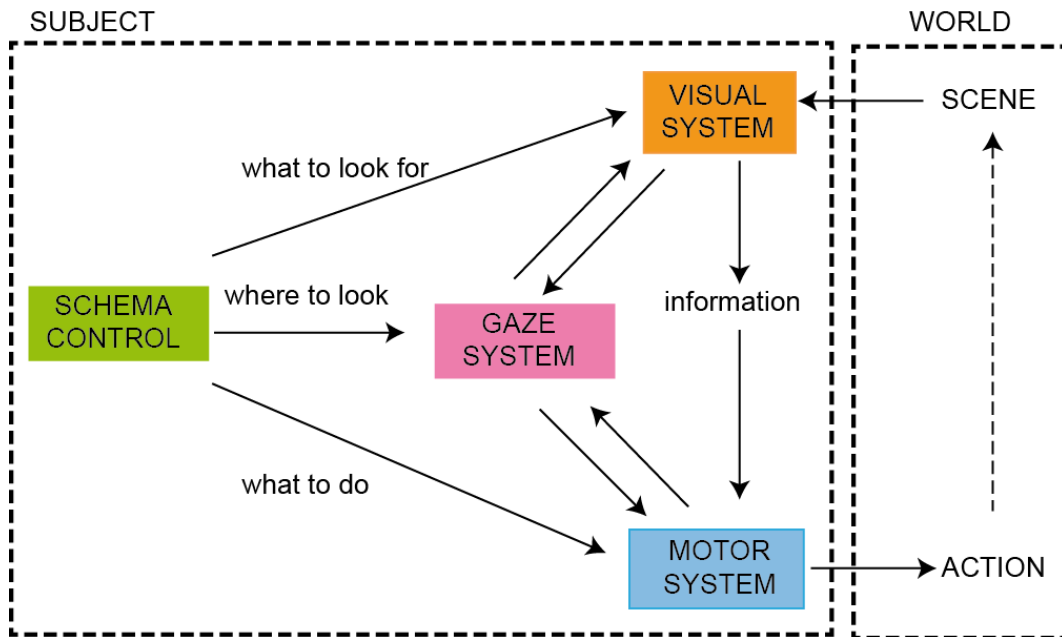 SUBJECT
WORLD
VISUAL
SYSTEM
SCENE
what to look for
SCHEMA
CONTROL
where to look
GAZE
SYSTEM
information
what to do
MOTOR
SYSTEM
ACTION